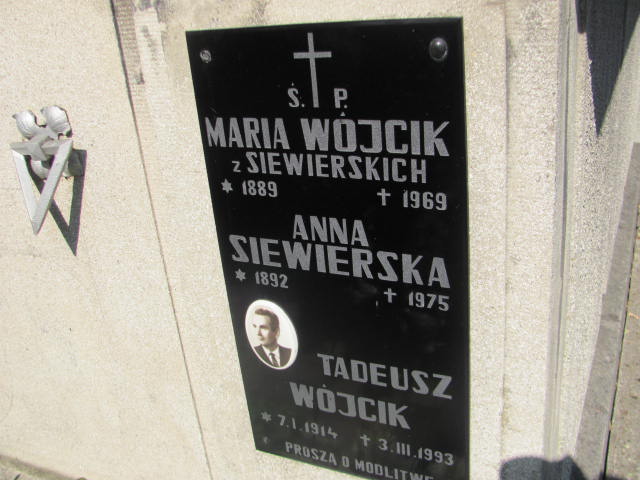 Ś. P.
MARIA WÓJCIK
z SIEWIERSKICH
* 1889 † 1969
ANNA
SIEWIERSKA
* 1892 † 1975
TADEUSZ
WÓJCIK
* 7.I.1914 † 3.III.1993
PROSZĄ O MODLITWĘ